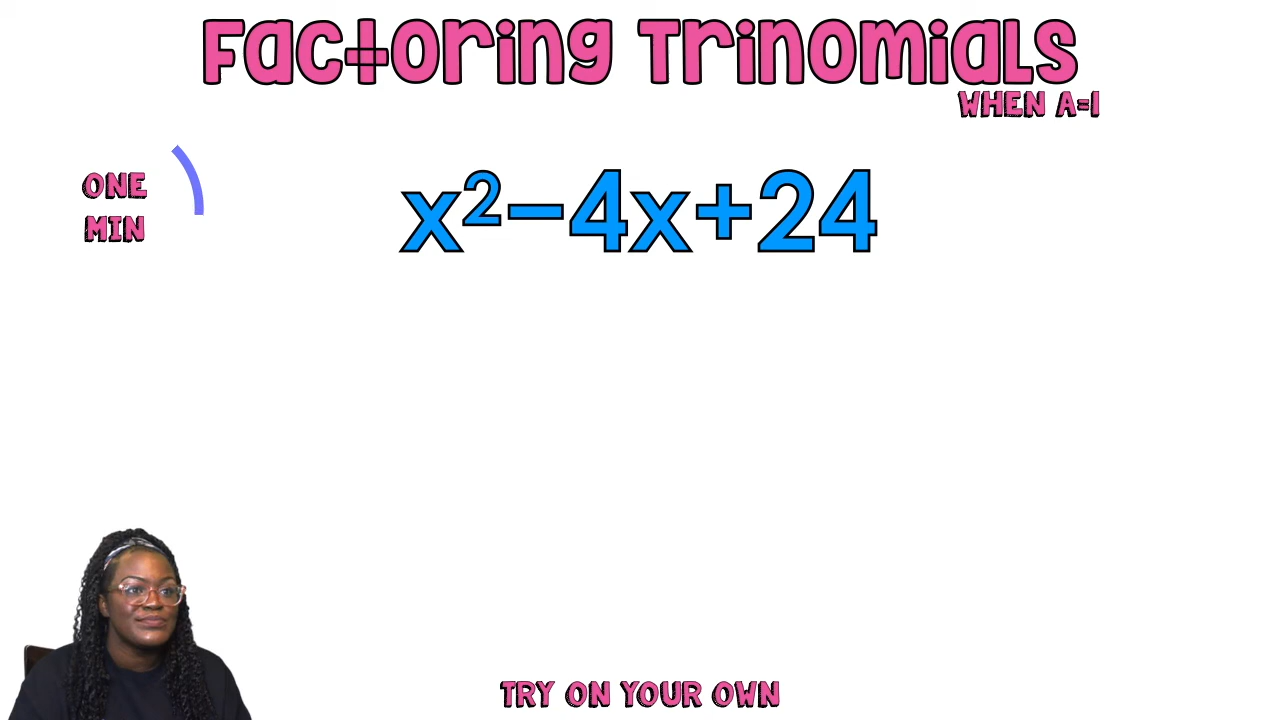 Factoring Trinomials
WHEN A=1
ONE
MIN
x²−4x+24
TRY ON YOUR OWN